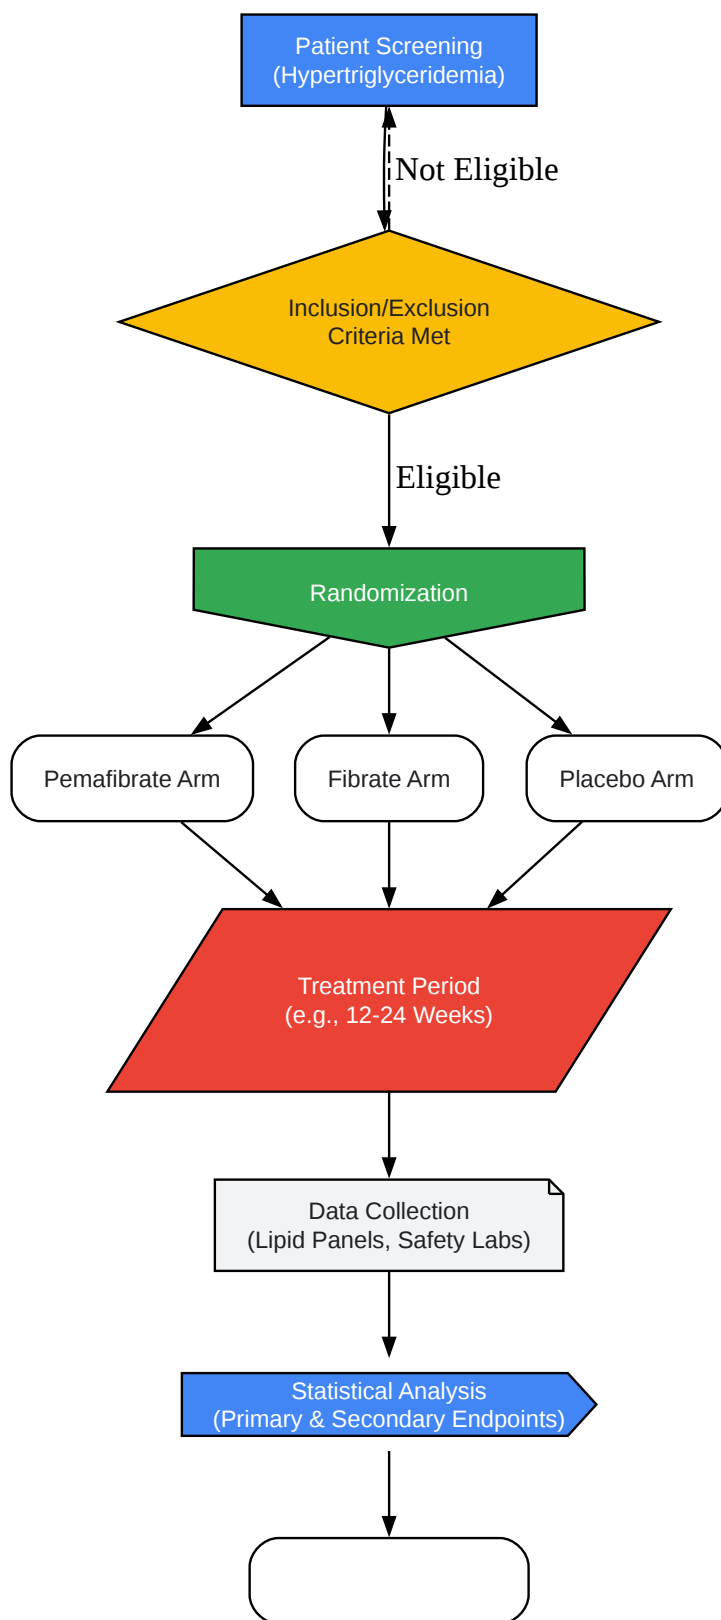 Patient Screening
(Hypertriglyceridemia)
Not Eligible
Inclusion/Exclusion
Criteria Met
Eligible
Randomization
Pemafibrate Arm
Fibrate Arm
Placebo Arm
Treatment Period
(e.g., 12-24 Weeks)
Data Collection
(Lipid Panels, Safety Labs)
Statistical Analysis
(Primary & Secondary Endpoints)